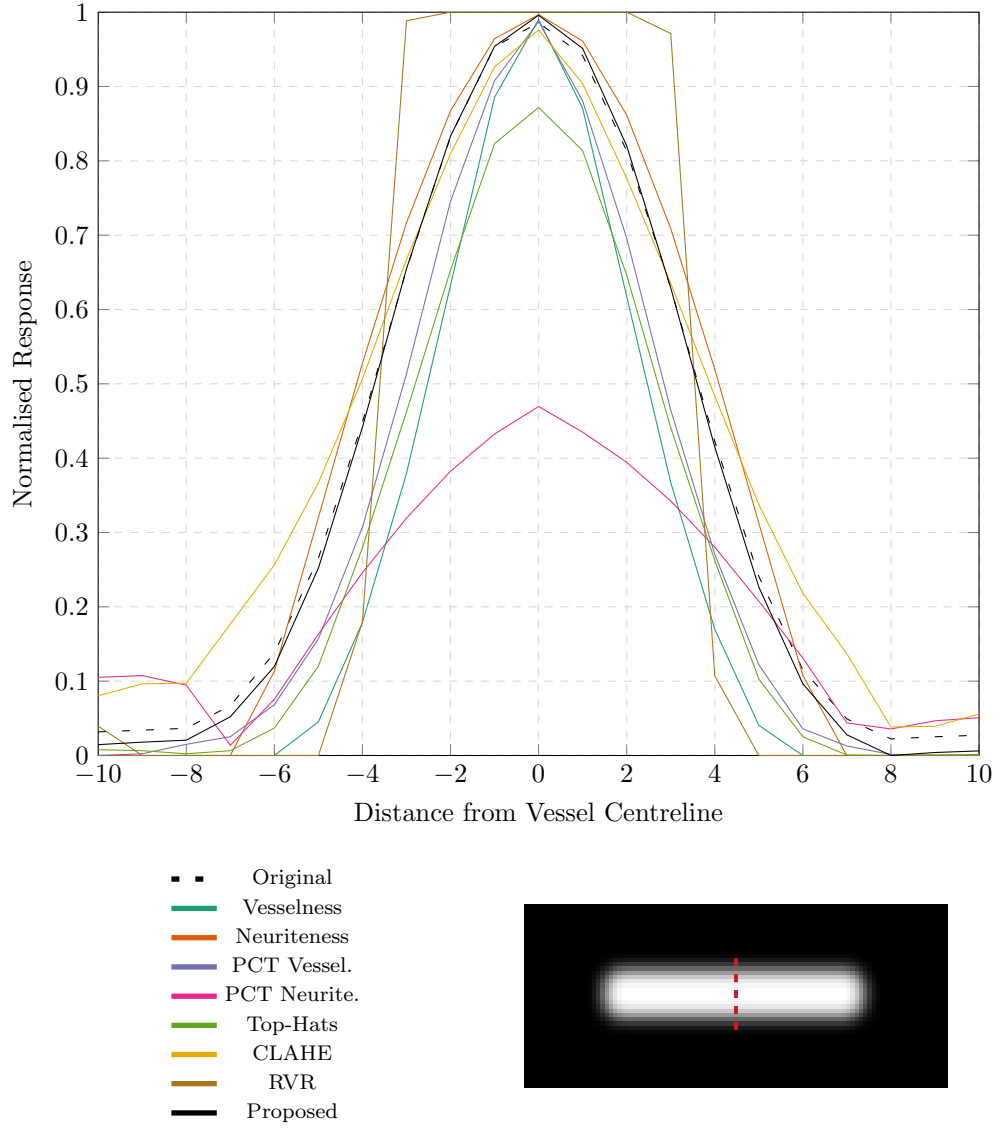 1
0.9
0.8
0.7
0.6
0.5
0.4
0.3
0.2
0.1
0
Normalised Response
−10 −8 −6 −4 −2 0 2 4 6 8 10
Distance from Vessel Centreline
Original
Vesselness
Neuriteness
PCT Vessel.
PCT Neurite.
Top-Hats
CLAHE
RVR
Proposed